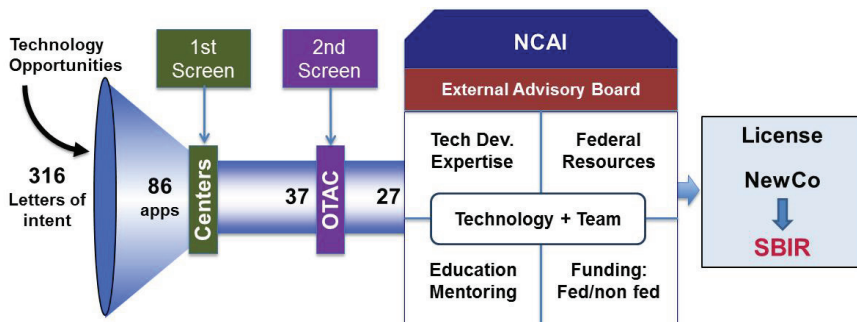 Technology
Opportunities
1st
Screen
2nd
Screen
NCAI
External Advisory Board
316
Letters of
intent
86
apps
Centers
37
OTAC
27
Tech Dev.
Expertise
Federal
Resources
Technology + Team
Education
Mentoring
Funding:
Fed/non fed
License
NewCo
SBIR